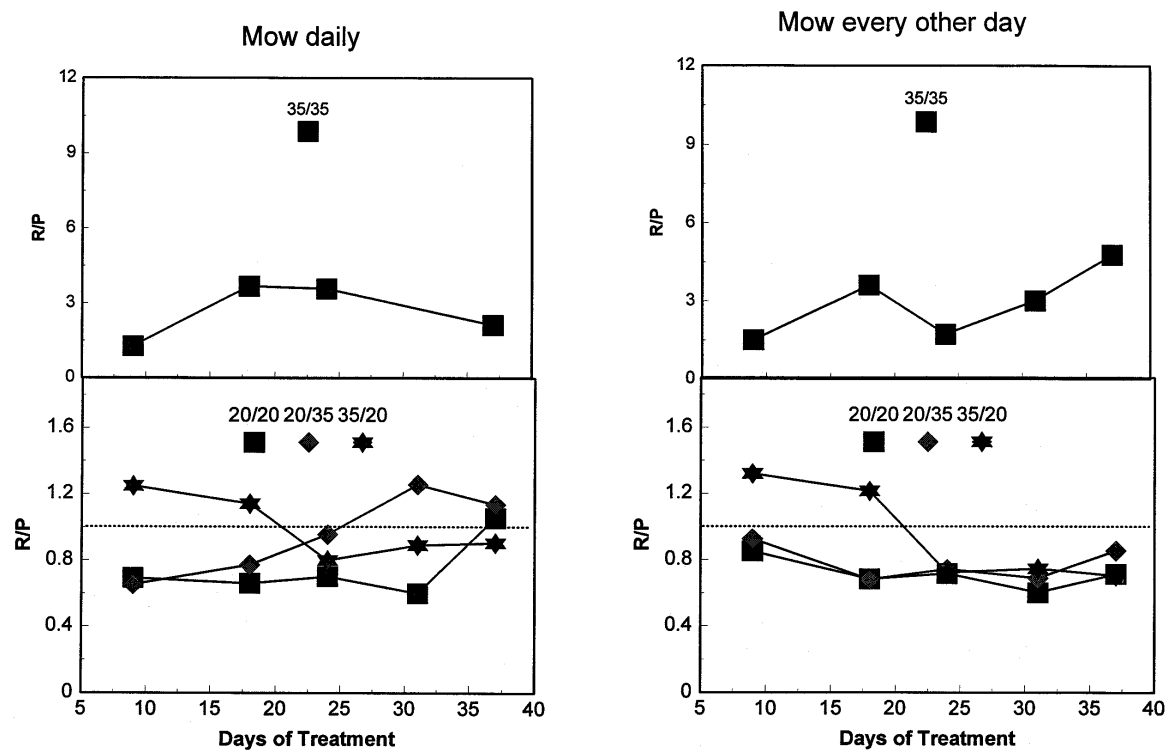 Mow daily
Mow every other day
12
9
6
3
0
R/P
35/35
12
9
6
3
0
R/P
35/35
1.6
1.2
0.8
0.4
0
R/P
20/20 20/35 35/20
5 10 15 20 25 30 35 40
Days of Treatment
1.6
1.2
0.8
0.4
0
R/P
20/20 20/35 35/20
5 10 15 20 25 30 35 40
Days of Treatment